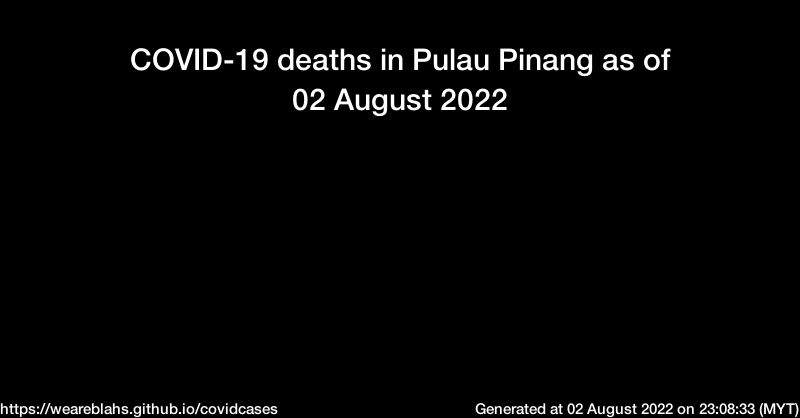 COVID-19 deaths in Pulau Pinang as of
02 August 2022
https://weareblahs.github.io/covidcases
Generated at 02 August 2022 on 23:08:33 (MYT)